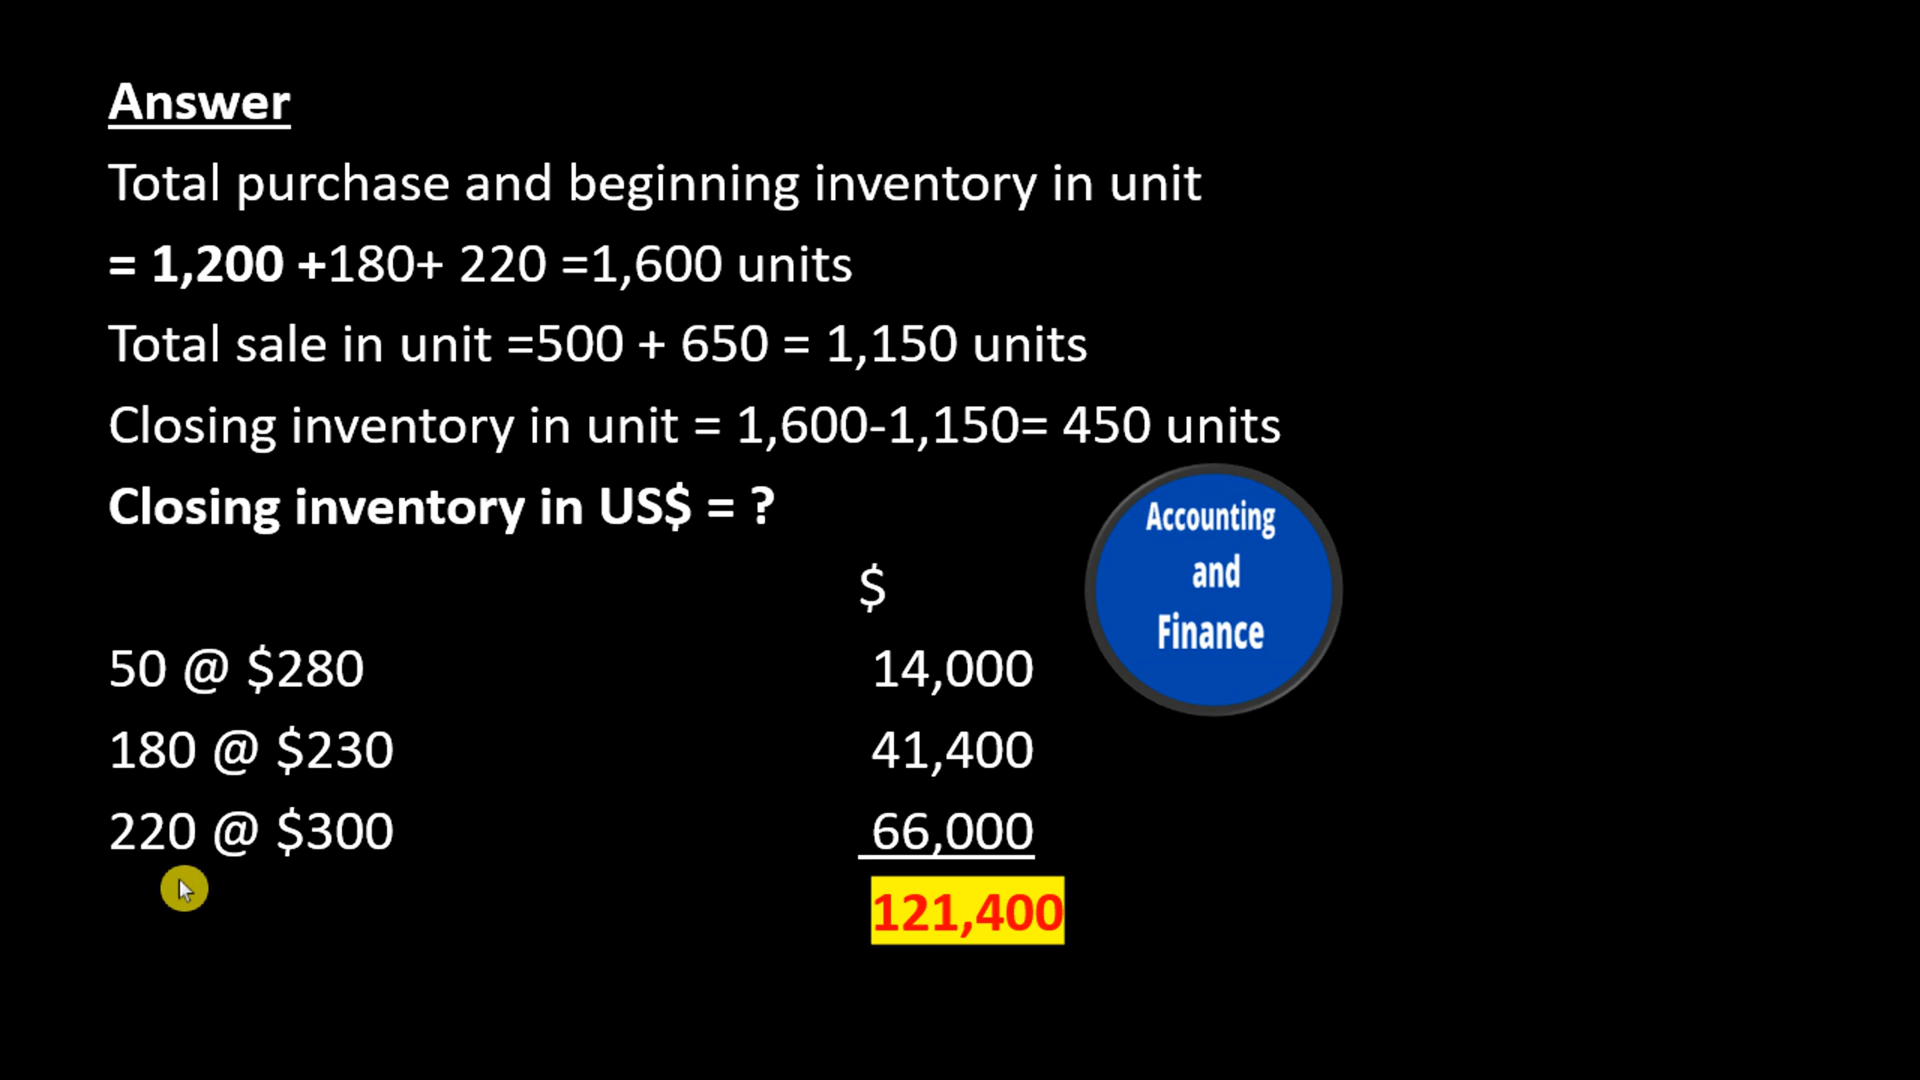 Answer
Total purchase and beginning inventory in unit
= 1,200 +180+ 220 =1,600 units
Total sale in unit =500 + 650 = 1,150 units
Closing inventory in unit = 1,600-1,150= 450 units
Closing inventory in US$ = ?
$
50 @ $280 14,000
180 @ $230 41,400
220 @ $300 66,000
121,400
Accounting
and
Finance